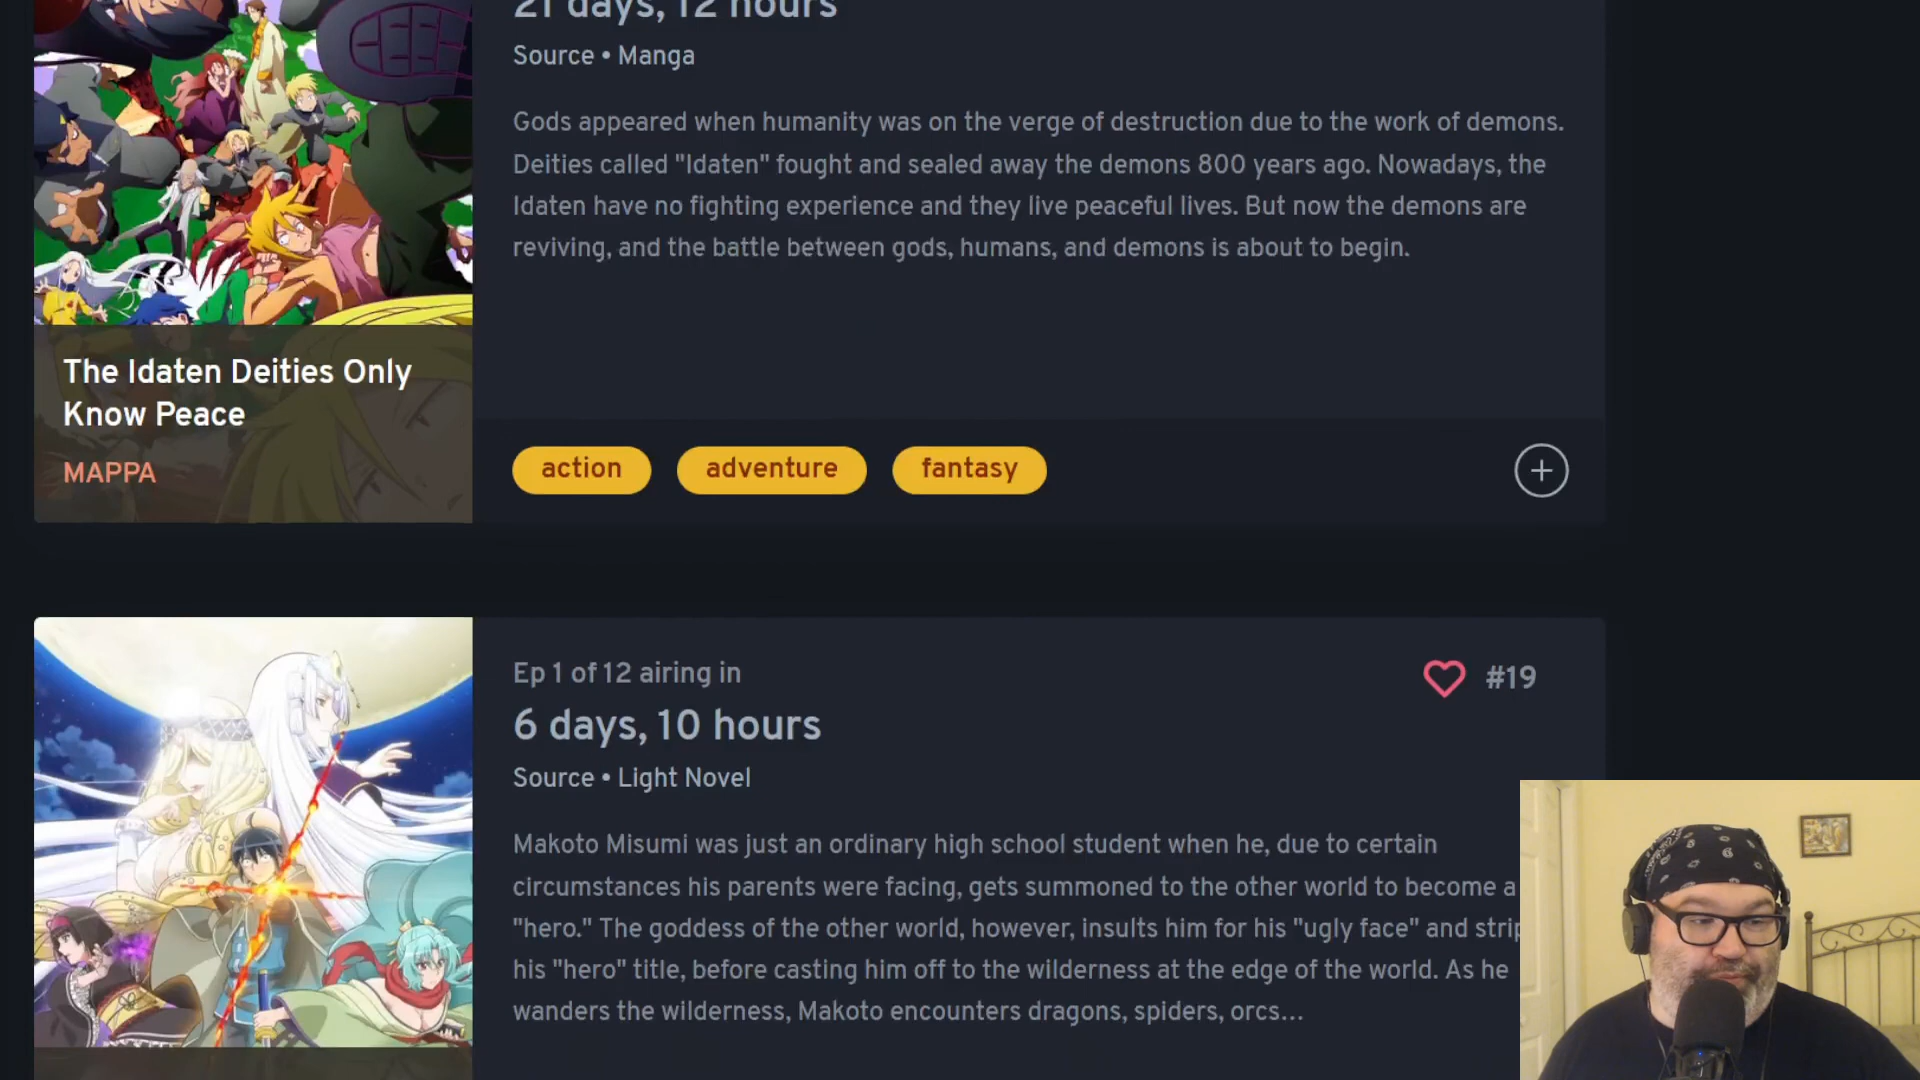 21 days, 12 hours
Source • Manga
Gods appeared when humanity was on the verge of destruction due to the work of demons.
Deities called "Idaten" fought and sealed away the demons 800 years ago. Nowadays, the
Idaten have no fighting experience and they live peaceful lives. But now the demons are
reviving, and the battle between gods, humans, and demons is about to begin.
The Idaten Deities Only
Know Peace
MAPPA
action adventure fantasy
Ep 1 of 12 airing in
#19
6 days, 10 hours
Source • Light Novel
Makoto Misumi was just an ordinary high school student when he, due to certain
circumstances his parents were facing, gets summoned to the other world to become a
"hero." The goddess of the other world, however, insults him for his "ugly face" and strip
his "hero" title, before casting him off to the wilderness at the edge of the world. As he
wanders the wilderness, Makoto encounters dragons, spiders, orcs...